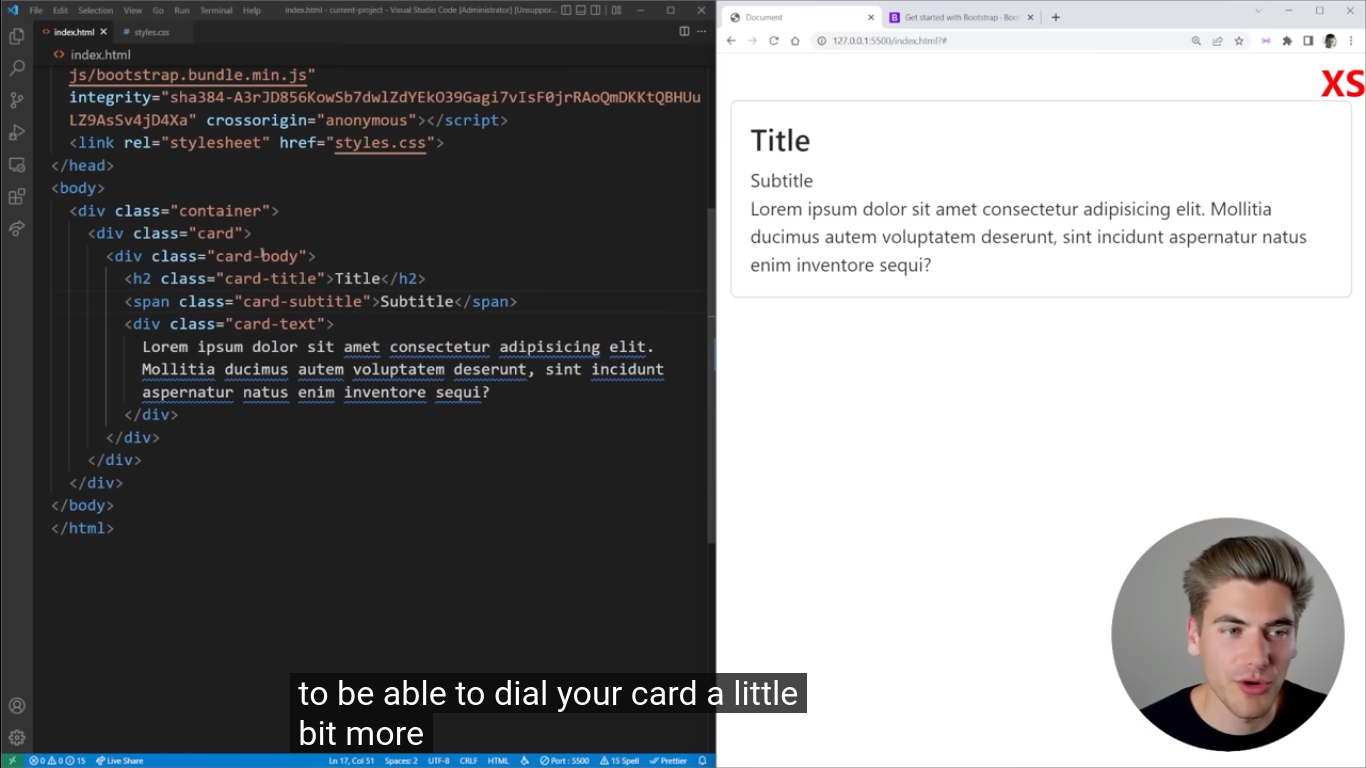 File Edit Selection View Go Run Terminal Help index.html - current-project - Visual Studio Code [Administrator] [Unsuppor...
index.html styles.css
index.html
js/bootstrap.bundle.min.js"
integrity="sha384-A3rJD856KowSb7dwlZdYEkO39Gagi7vIsF0jrRAoQmDKKtQBHUu
LZ9AsSv4jD4Xa" crossorigin="anonymous"></script>
<link rel="stylesheet" href="styles.css">
</head>
<body>
<div class="container">
<div class="card">
<div class="card-body">
<h2 class="card-title">Title</h2>
<span class="card-subtitle">Subtitle</span>
<div class="card-text">
Lorem ipsum dolor sit amet consectetur adipisicing elit.
Mollitia ducimus autem voluptatem deserunt, sint incidunt
aspernatur natus enim inventore sequi?
</div>
</div>
</div>
</div>
</body>
</html>
0 0 15 Live Share Ln 17, Col 51 Spaces: 2 UTF-8 CRLF HTML Port : 5500 15 Spell Prettier
Document Get started with Bootstrap · Boo
127.0.0.1:5500/index.html?#
XS
Title
Subtitle
Lorem ipsum dolor sit amet consectetur adipisicing elit. Mollitia
ducimus autem voluptatem deserunt, sint incidunt aspernatur natus
enim inventore sequi?
to be able to dial your card a little
bit more